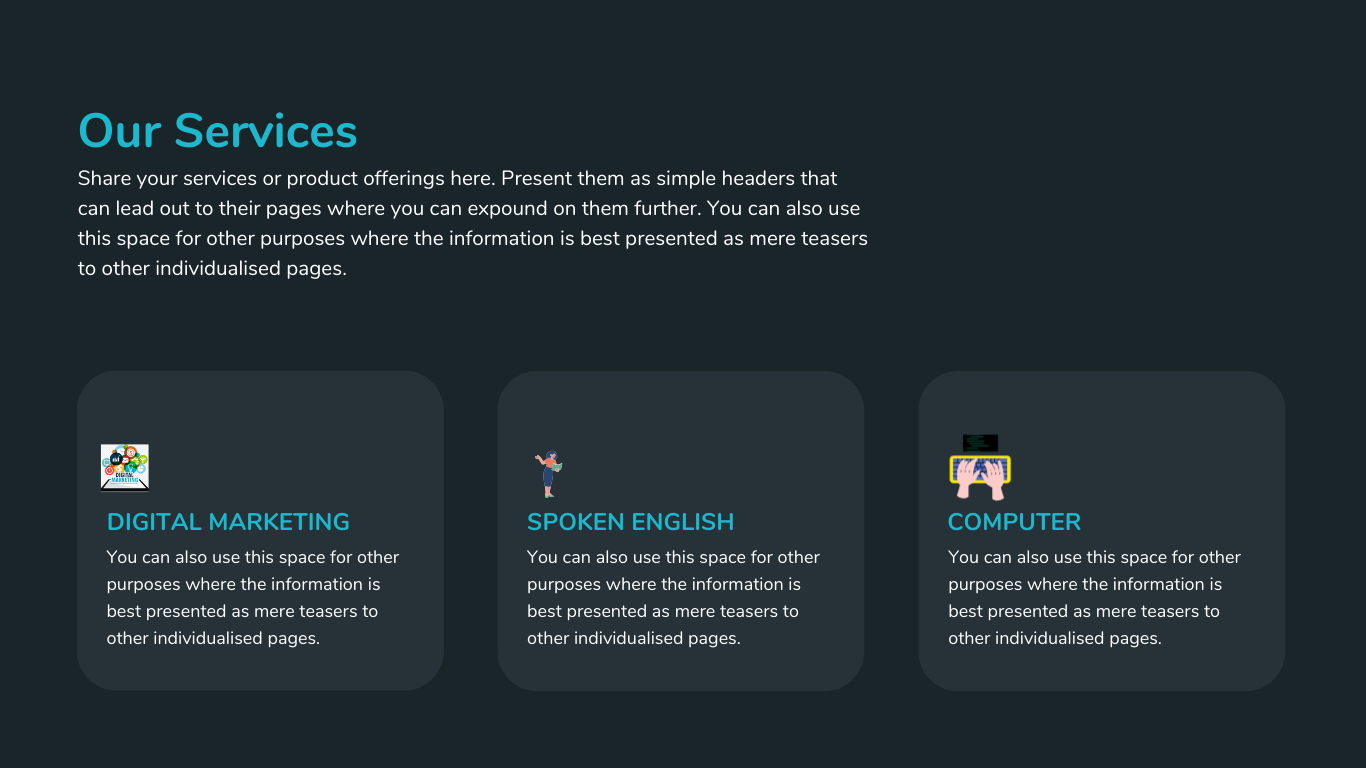 Our Services
Share your services or product offerings here. Present them as simple headers that
can lead out to their pages where you can expound on them further. You can also use
this space for other purposes where the information is best presented as mere teasers
to other individualised pages.
DIGITAL
MARKETING
DIGITAL MARKETING
You can also use this space for other
purposes where the information is
best presented as mere teasers to
other individualised pages.
SPOKEN ENGLISH
You can also use this space for other
purposes where the information is
best presented as mere teasers to
other individualised pages.
COMPUTER
You can also use this space for other
purposes where the information is
best presented as mere teasers to
other individualised pages.